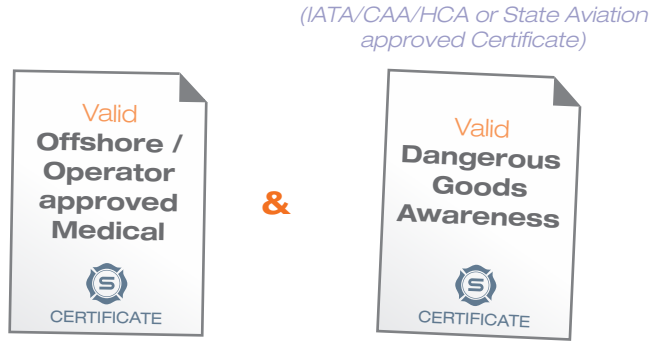 (IATA/CAA/HCA or State Aviation
approved Certificate)
Valid
Offshore /
Operator
approved
Medical
S
CERTIFICATE
&
Valid
Dangerous
Goods
Awareness
S
CERTIFICATE